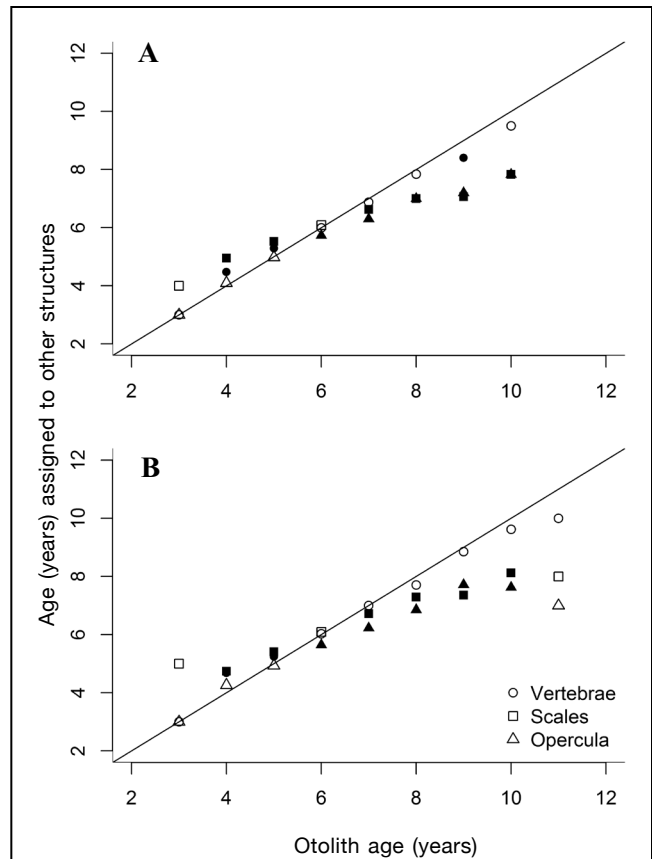 A
12
10
8
6
4
2
2 4 6 8 10 12
Age (years) assigned to other structures
B
12
10
8
6
4
2
Vertebrae
Scales
Opercula
2 4 6 8 10 12
Otolith age (years)